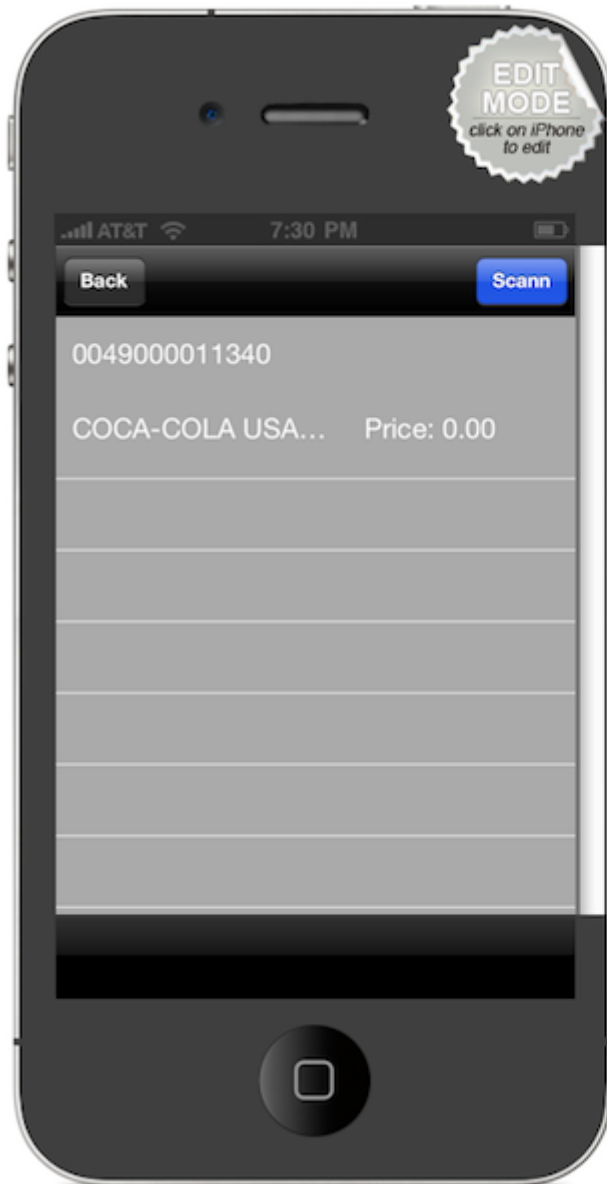 EDIT
MODE
click on iPhone
to edit
AT&T 7:30 PM
Back Scann
0049000011340
COCA-COLA USA... Price: 0.00